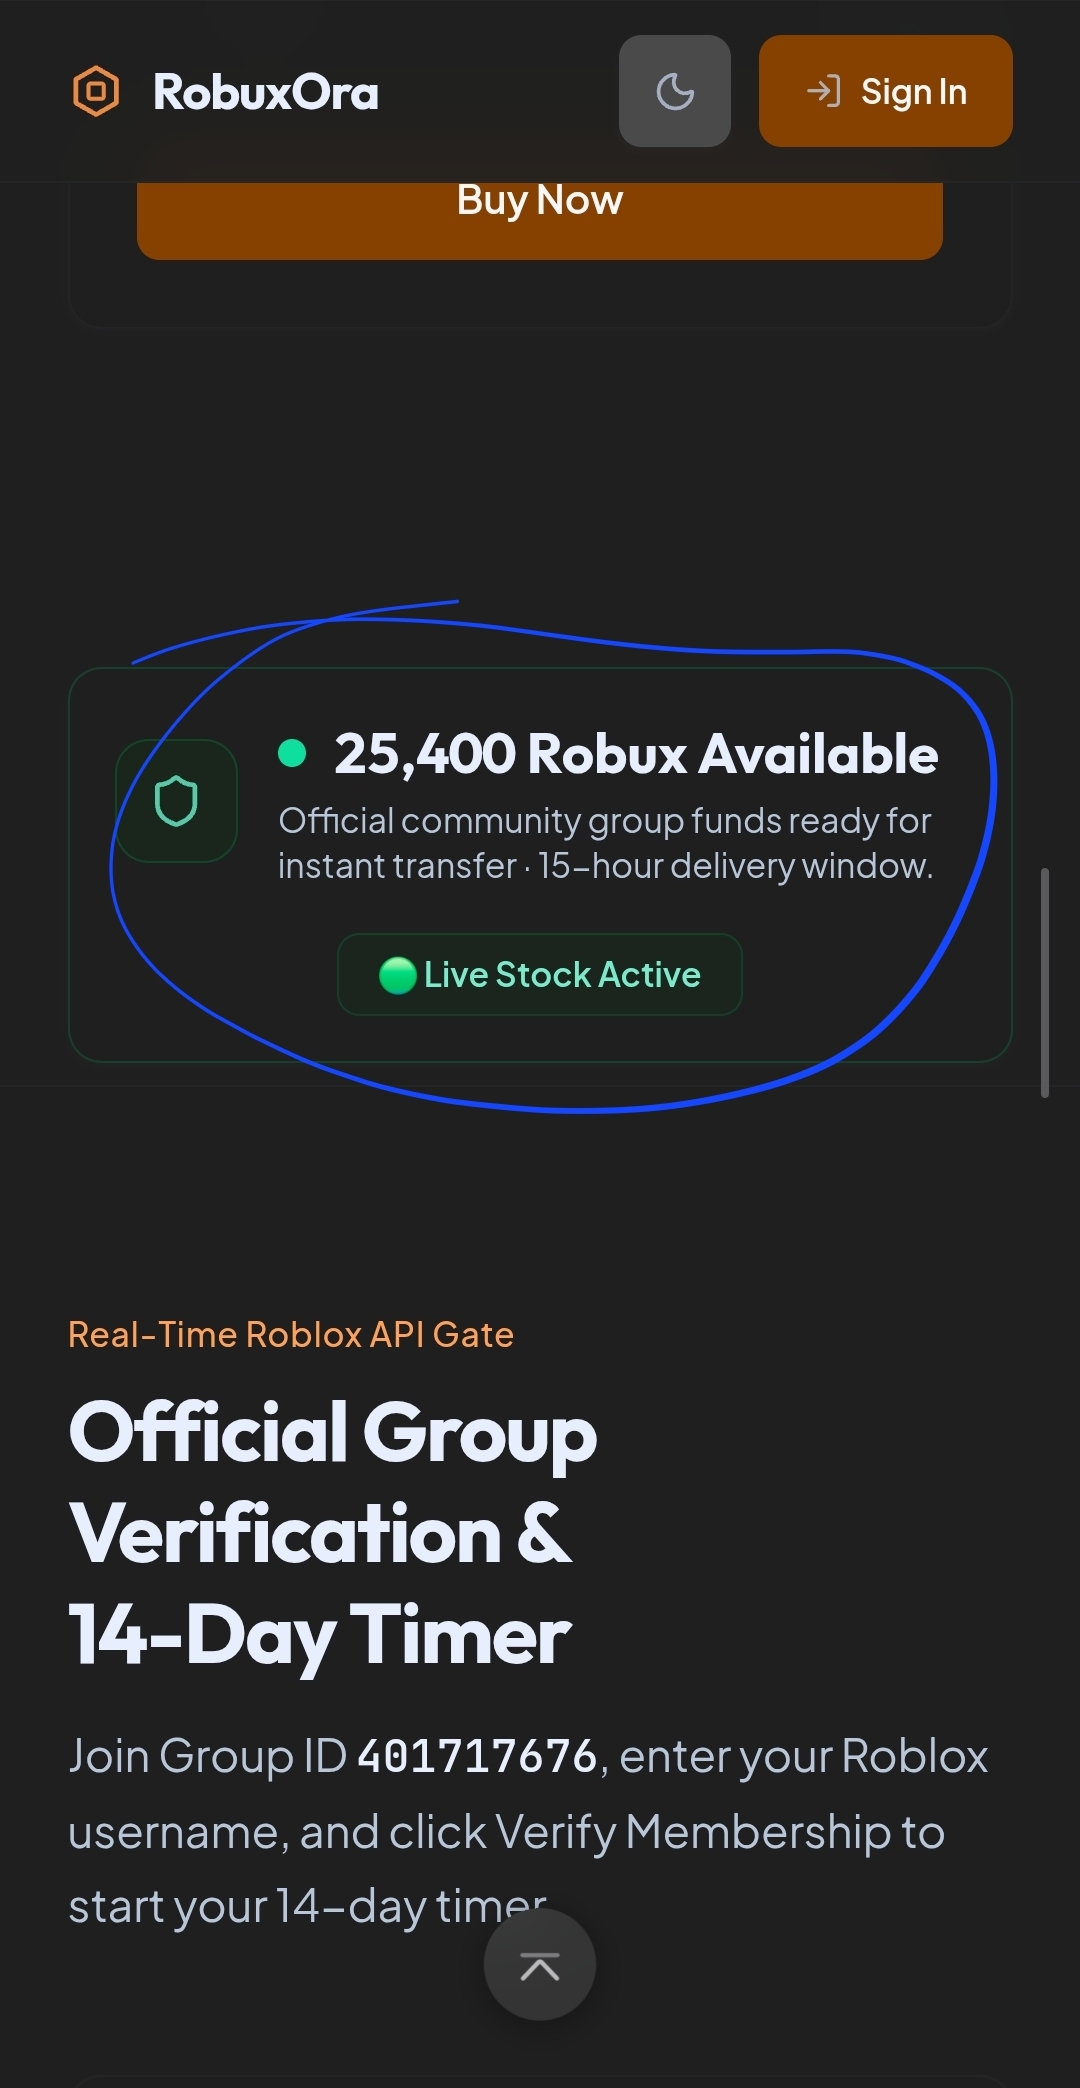 RobuxOra
Sign In
Buy Now
25,400 Robux Available
Official community group funds ready for
instant transfer · 15-hour delivery window.
Live Stock Active
Real-Time Roblox API Gate
Official Group
Verification &
14-Day Timer
Join Group ID 401717676, enter your Roblox
username, and click Verify Membership to
start your 14-day timer